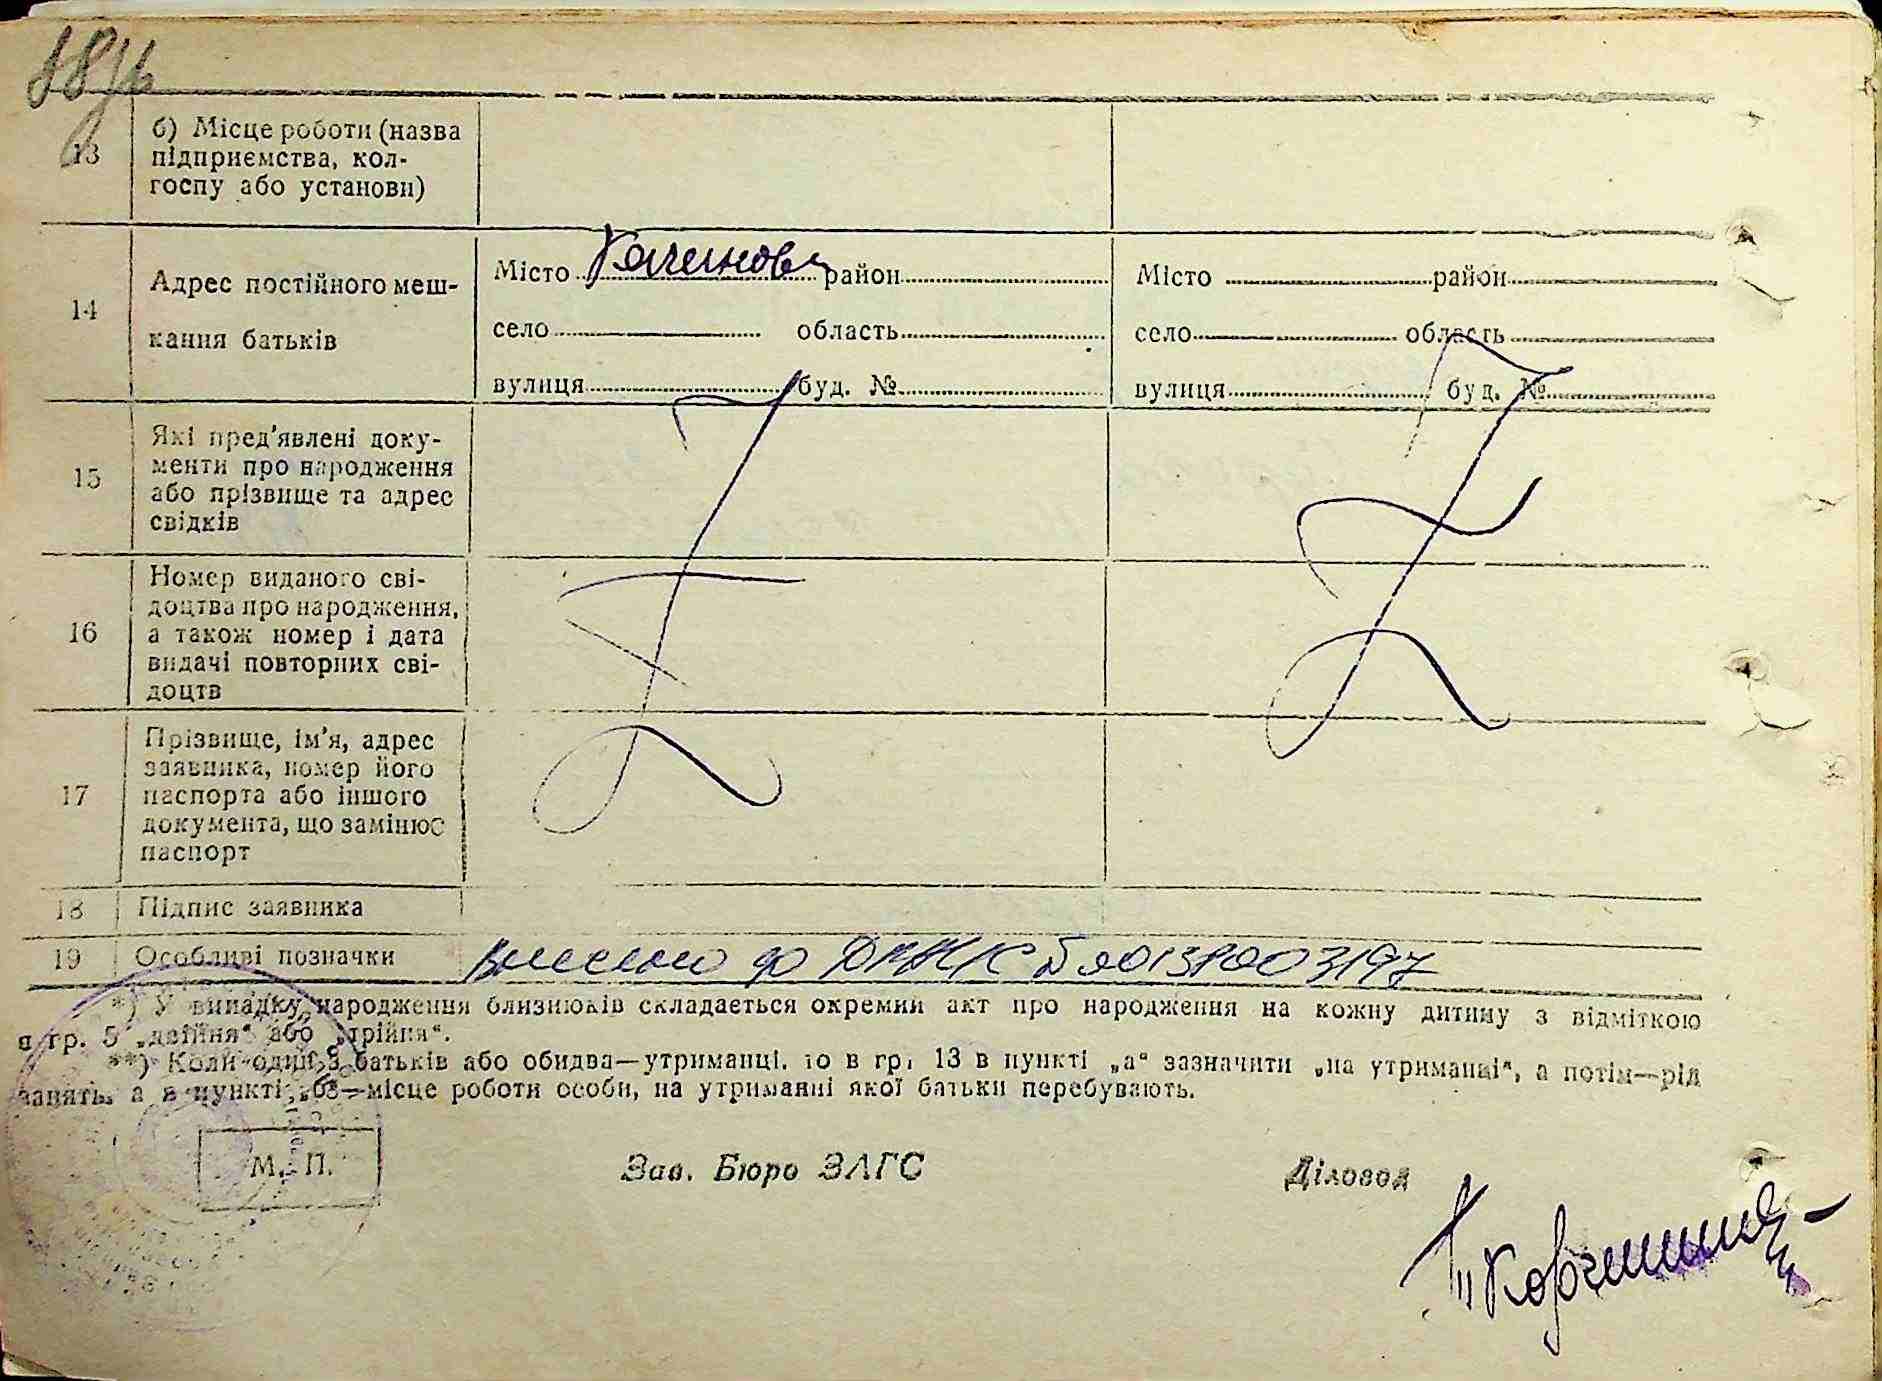 13
б) Місце роботи (назва
підприємства, кол-
госпу або установи)
14
Адрес постійного меш-
кання батьків
Місто район
село область
вулиця буд. №
Місто район
село область
вулиця буд. №
15
Які пред'явлені доку-
менти про народження
або прізвище та адрес
свідків
16
Номер виданого сві-
доцтва про народження,
а також номер і дата
видачі повторних сві-
доцтв
17
Прізвище, ім'я, адрес
заявника, номер його
паспорта або іншого
документа, що замінює
паспорт
18
Підпис заявника
19
Особливі позначки
Внесено до
*) У випадку народження близнюків складається окремий акт про народження на кожну дитину з відміткою
в гр. 5 „двійня“ або „трійня“.
**) Коли один з батьків або обидва—утриманці, то в гр. 13 в пункті „а“ зазначити „на утриманні“, а потім—рід
занять, а в пункті „б“—місце роботи особи, на утриманні якої батьки перебувають.
М. П.
Зав. Бюро ЗАГС
Діловод